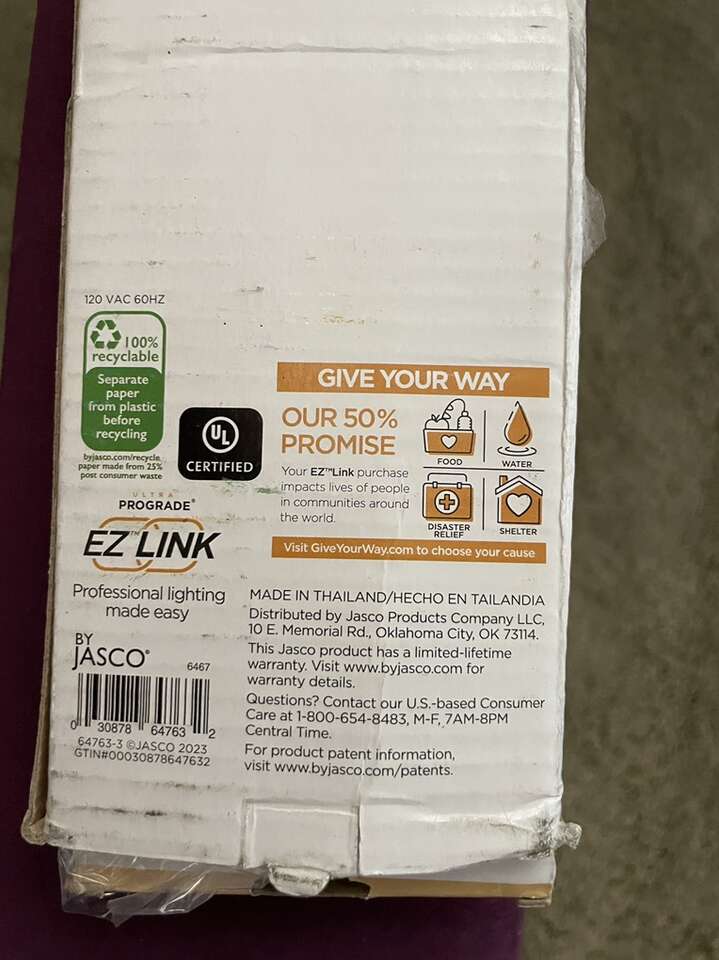 120 VAC 60HZ
100%
recyclable
Separate
paper
from plastic
before
recycling
byjasco.com/recycle
paper made from 25%
post consumer waste
UL
CERTIFIED
GIVE YOUR WAY
OUR 50%
PROMISE
Your EZ™Link purchase
impacts lives of people
in communities around
the world.
FOOD
WATER
DISASTER
RELIEF
SHELTER
Visit GiveYourWay.com to choose your cause
ULTRA
PROGRADE®
EZ™LINK
Professional lighting
made easy
BY
JASCO®
6467
0 30878 64763 2
64763-3 ©JASCO 2023
GTIN#00030878647632
MADE IN THAILAND/HECHO EN TAILANDIA
Distributed by Jasco Products Company LLC,
10 E. Memorial Rd., Oklahoma City, OK 73114.
This Jasco product has a limited-lifetime
warranty. Visit www.byjasco.com for
warranty details.
Questions? Contact our U.S.-based Consumer
Care at 1-800-654-8483, M-F, 7AM-8PM
Central Time.
For product patent information,
visit www.byjasco.com/patents.